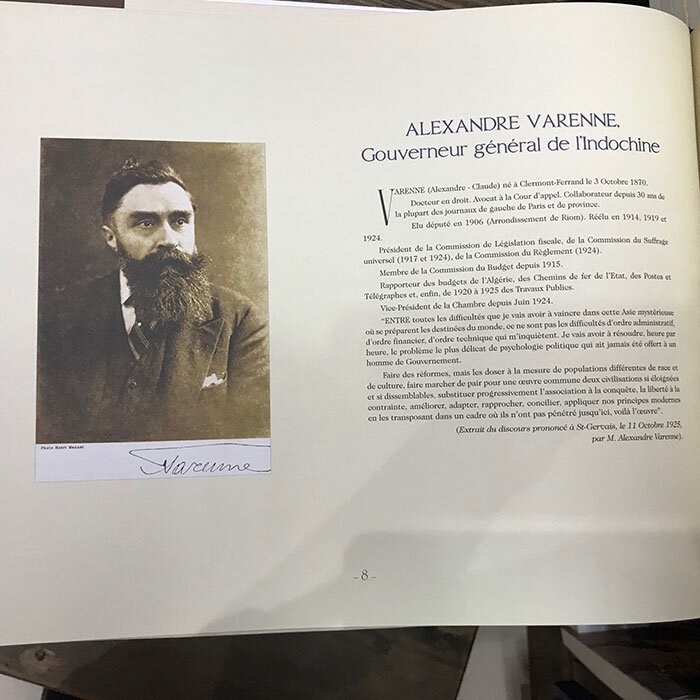 ALEXANDRE VARENNE,
Gouverneur général de l'Indochine
VARENNE (Alexandre - Claude) né à Clermont-Ferrand le 3 Octobre 1870.
Docteur en droit. Avocat à la Cour d'appel. Collaborateur depuis 30 ans de
la plupart des journaux de gauche de Paris et de province.
Elu député en 1906 (Arrondissement de Riom). Réélu en 1914, 1919 et
1924.
Président de la Commission de Législation fiscale, de la Commission du Suffrage
universel (1917 et 1924), de la Commission du Règlement (1924).
Membre de la Commission du Budget depuis 1915.
Rapporteur des budgets de l'Algérie, des Chemins de fer de l'Etat, des Postes et
Télégraphes et, enfin, de 1920 à 1925 des Travaux Publics.
Vice-Président de la Chambre depuis Juin 1924.
"ENTRE toutes les difficultés que je vais avoir à vaincre dans cette Asie mystérieuse
où se préparent les destinées du monde, ce ne sont pas les difficultés d'ordre administratif,
d'ordre financier, d'ordre technique qui m'inquiètent. Je vais avoir à résoudre, heure par
heure, le problème le plus délicat de psychologie politique qui ait jamais été offert à un
homme de Gouvernement.
Faire des réformes, mais les doser à la mesure de populations différentes de race et
de culture, faire marcher de pair pour une œuvre commune deux civilisations si éloignées
et si dissemblables, substituer progressivement l'association à la conquête, la liberté à la
contrainte, améliorer, adapter, rapprocher, concilier, appliquer nos principes modernes
en les transposant dans un cadre où ils n'ont pas pénétré jusqu'ici, voilà l'œuvre".
(Extrait du discours prononcé à St-Gervais, le 11 Octobre 1925,
par M. Alexandre Varenne).
Photo Henri Manuel
Varenne
- 8 -